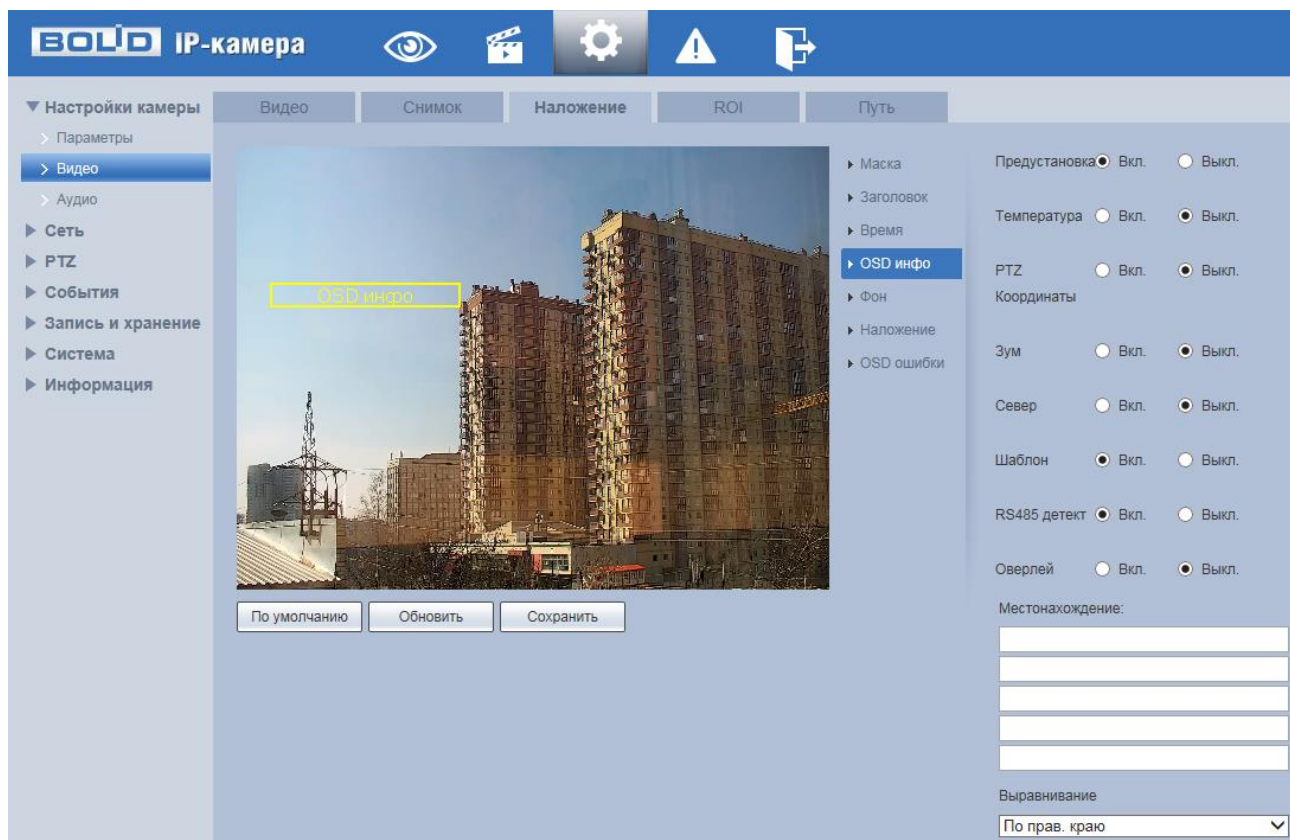 BOLID IP-камера
Настройки камеры
Параметры
Видео
Аудио
Сеть
PTZ
События
Запись и хранение
Система
Информация
Видео Снимок Наложение ROI Путь
OSD инфо
По умолчанию Обновить Сохранить
Маска
Заголовок
Время
OSD инфо
Фон
Наложение
OSD ошибки
Предустановка Вкл. Выкл.
Температура Вкл. Выкл.
PTZ Вкл. Выкл.
Координаты
Зум Вкл. Выкл.
Север Вкл. Выкл.
Шаблон Вкл. Выкл.
RS485 детект Вкл. Выкл.
Оверлей Вкл. Выкл.
Местонахождение:
Выравнивание
По прав. краю